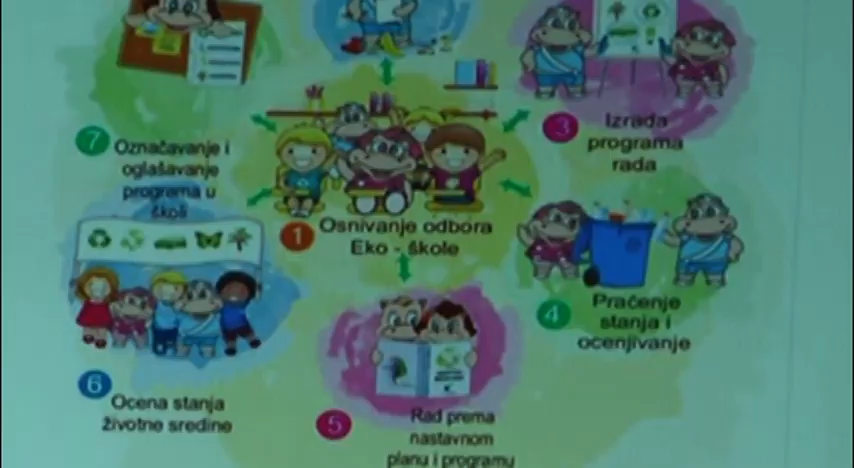 1
Osnivanje odbora
Eko - škole
3
Izrada
programa
rada
4
Praćenje
stanja i
ocenjivanje
5
Rad prema
nastavnom
planu i programu
6
Ocena stanja
životne sredine
7
Označavanje i
oglašavanje
programa u
školi